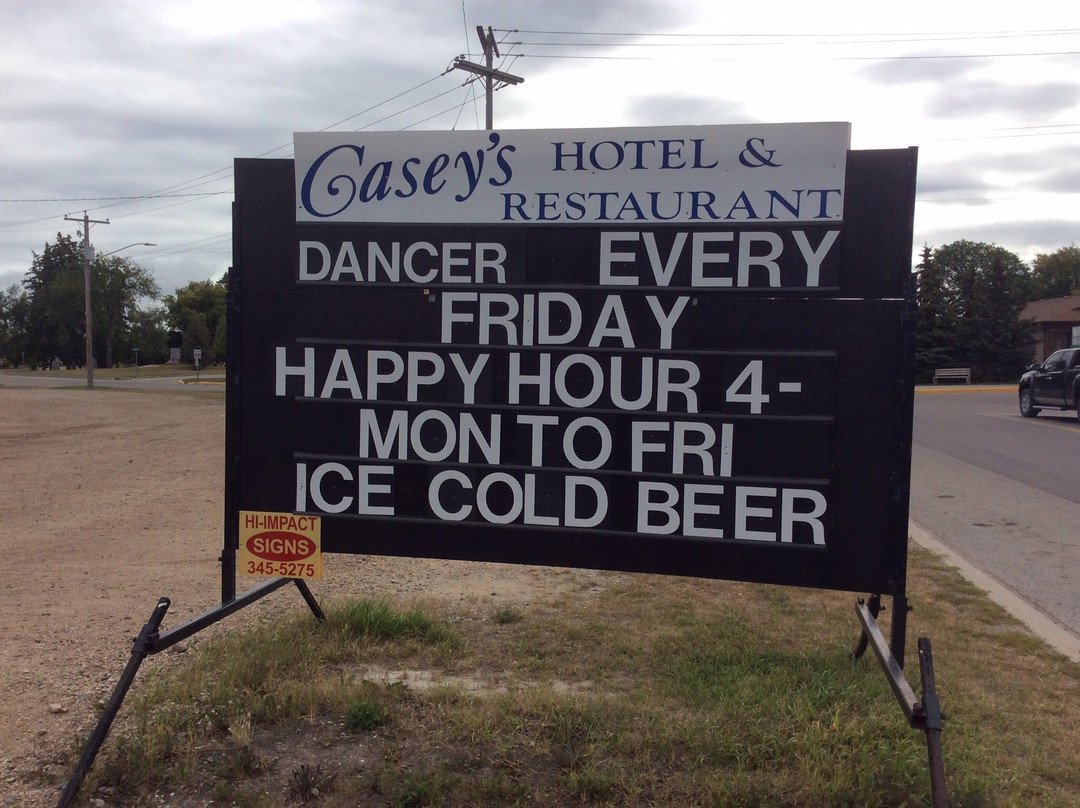 Casey's HOTEL &
RESTAURANT
DANCER EVERY
FRIDAY
HAPPY HOUR 4-
MON TO FRI
ICE COLD BEER
HI-IMPACT
SIGNS
345-5275